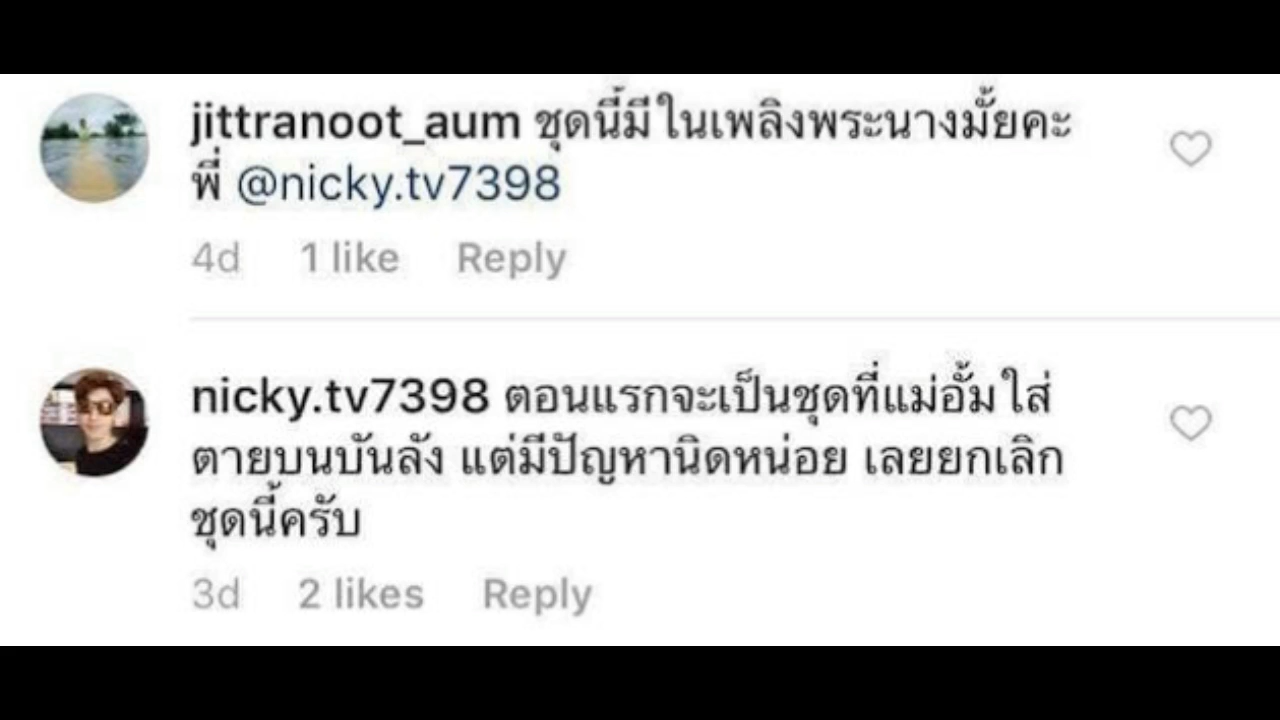 jittranoot_aum ชุดนี้มีในเพลิงพระนางมั้ยคะ
พี่ @nicky.tv7398
4d 1 like Reply
nicky.tv7398 ตอนแรกจะเป็นชุดที่แม่อั้มใส่
ตายบนบันลัง แต่มีปัญหานิดหน่อย เลยยกเลิก
ชุดนี้ครับ
3d 2 likes Reply